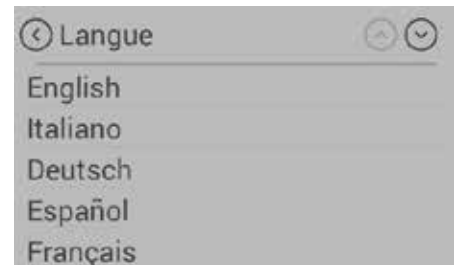 Langue
English
Italiano
Deutsch
Español
Français